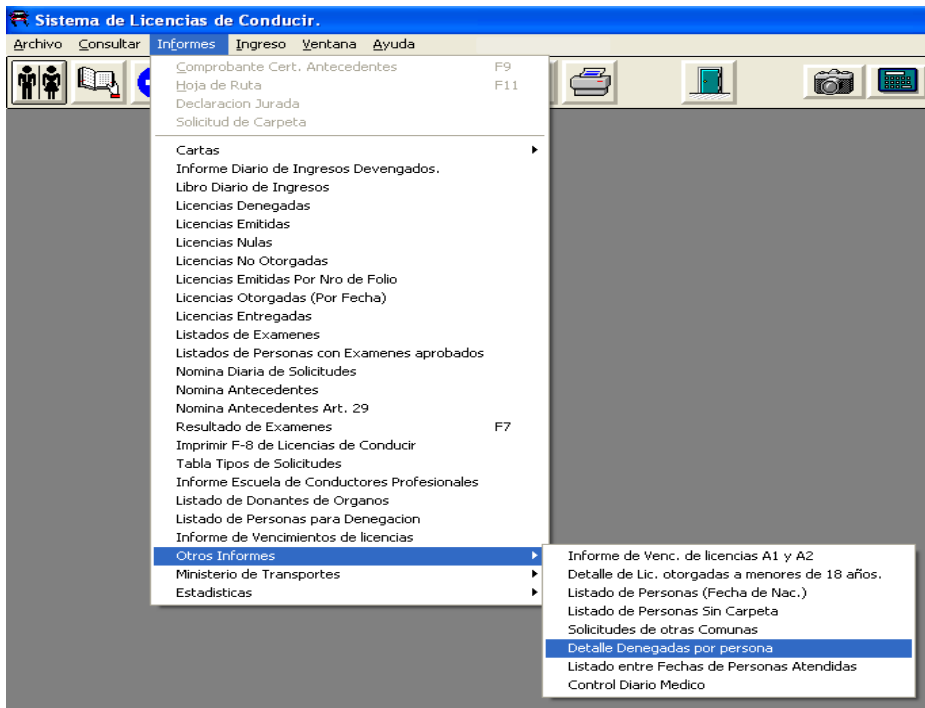 Sistema de Licencias de Conducir.
Archivo Consultar Informes Ingreso Ventana Ayuda
Comprobante Cert. Antecedentes F9
Hoja de Ruta F11
Declaracion Jurada
Solicitud de Carpeta
Cartas
Informe Diario de Ingresos Devengados.
Libro Diario de Ingresos
Licencias Denegadas
Licencias Emitidas
Licencias Nulas
Licencias No Otorgadas
Licencias Emitidas Por Nro de Folio
Licencias Otorgadas (Por Fecha)
Licencias Entregadas
Listados de Examenes
Listados de Personas con Examenes aprobados
Nomina Diaria de Solicitudes
Nomina Antecedentes
Nomina Antecedentes Art. 29
Resultado de Examenes F7
Imprimir F-8 de Licencias de Conducir
Tabla Tipos de Solicitudes
Informe Escuela de Conductores Profesionales
Listado de Donantes de Organos
Listado de Personas para Denegacion
Informe de Vencimientos de licencias
Otros Informes
Ministerio de Transportes
Estadisticas
Informe de Venc. de licencias A1 y A2
Detalle de Lic. otorgadas a menores de 18 años.
Listado de Personas (Fecha de Nac.)
Listado de Personas Sin Carpeta
Solicitudes de otras Comunas
Detalle Denegadas por persona
Listado entre Fechas de Personas Atendidas
Control Diario Medico